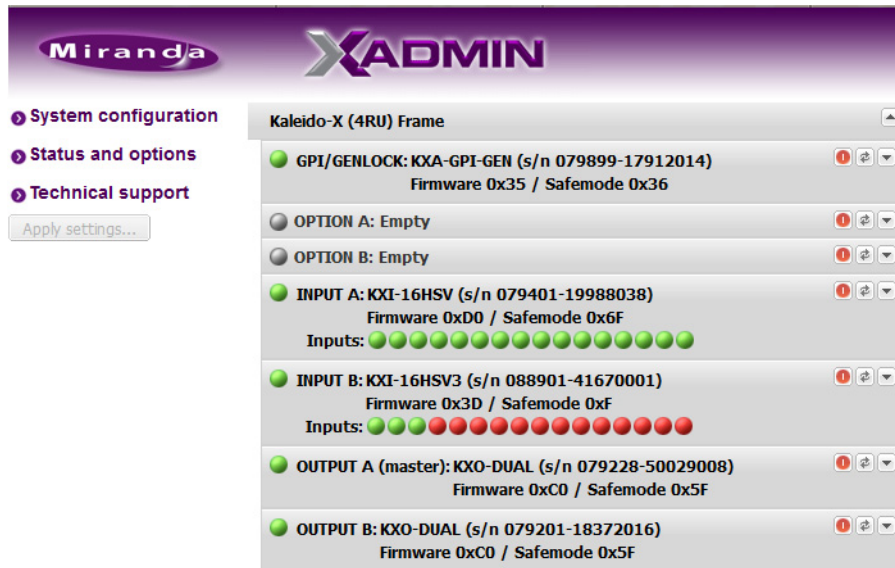 Miranda
XADMIN
System configuration
Status and options
Technical support
Apply settings...
Kaleido-X (4RU) Frame
GPI/GENLOCK: KXA-GPI-GEN (s/n 079899-17912014)
Firmware 0x35 / Safemode 0x36
OPTION A: Empty
OPTION B: Empty
INPUT A: KXI-16HSV (s/n 079401-19988038)
Firmware 0xD0 / Safemode 0x6F
Inputs:
INPUT B: KXI-16HSV3 (s/n 088901-41670001)
Firmware 0x3D / Safemode 0xF
Inputs:
OUTPUT A (master): KXO-DUAL (s/n 079228-50029008)
Firmware 0xC0 / Safemode 0x5F
OUTPUT B: KXO-DUAL (s/n 079201-18372016)
Firmware 0xC0 / Safemode 0x5F